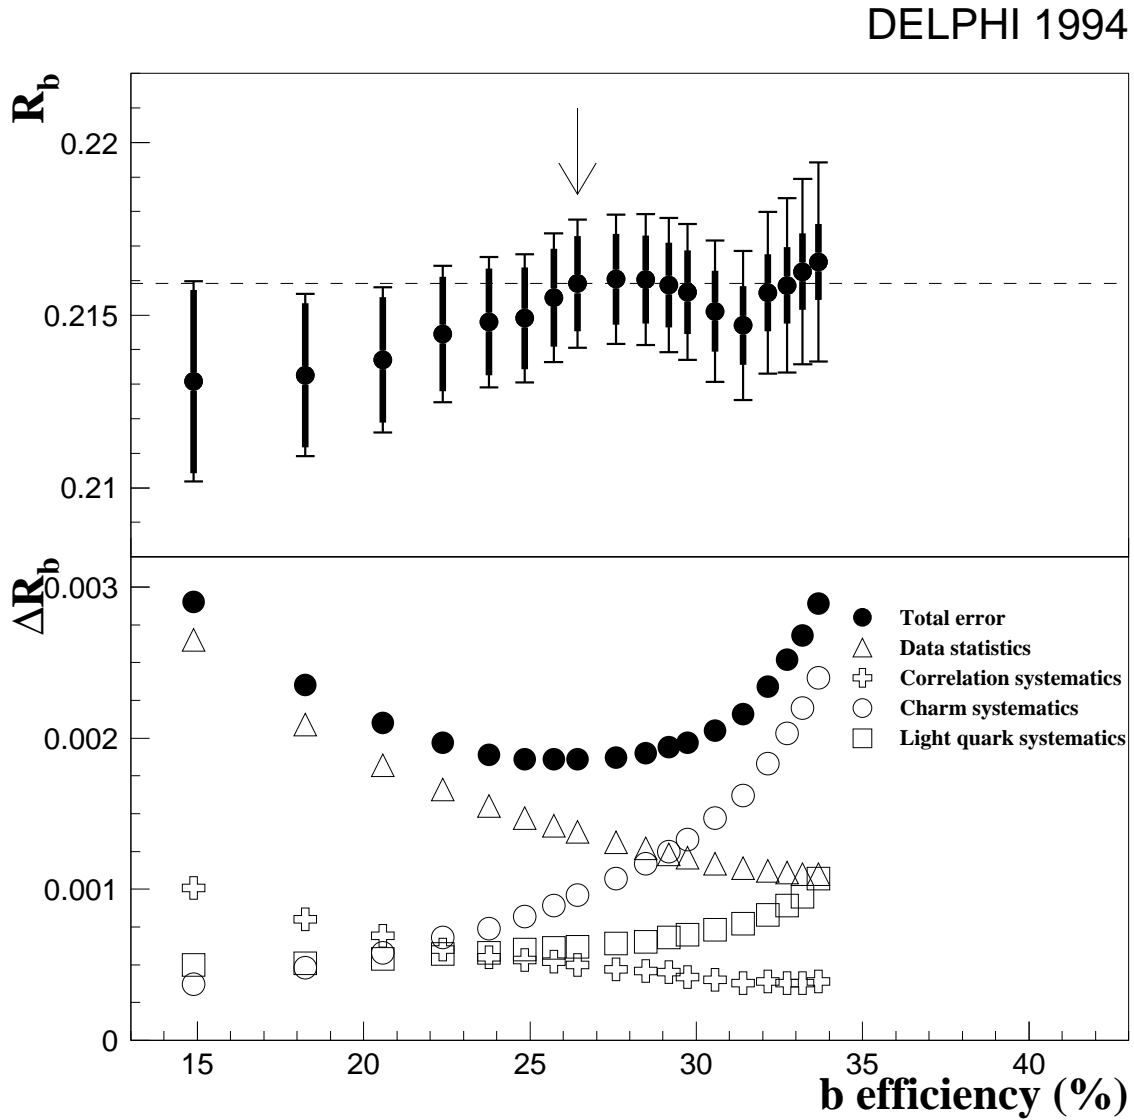 DELPHI 1994
R_b
0.22
0.215
0.21
ΔR_b
0.003
0.002
0.001
0
Total error
Data statistics
Correlation systematics
Charm systematics
Light quark systematics
15 20 25 30 35 40
b efficiency (%)